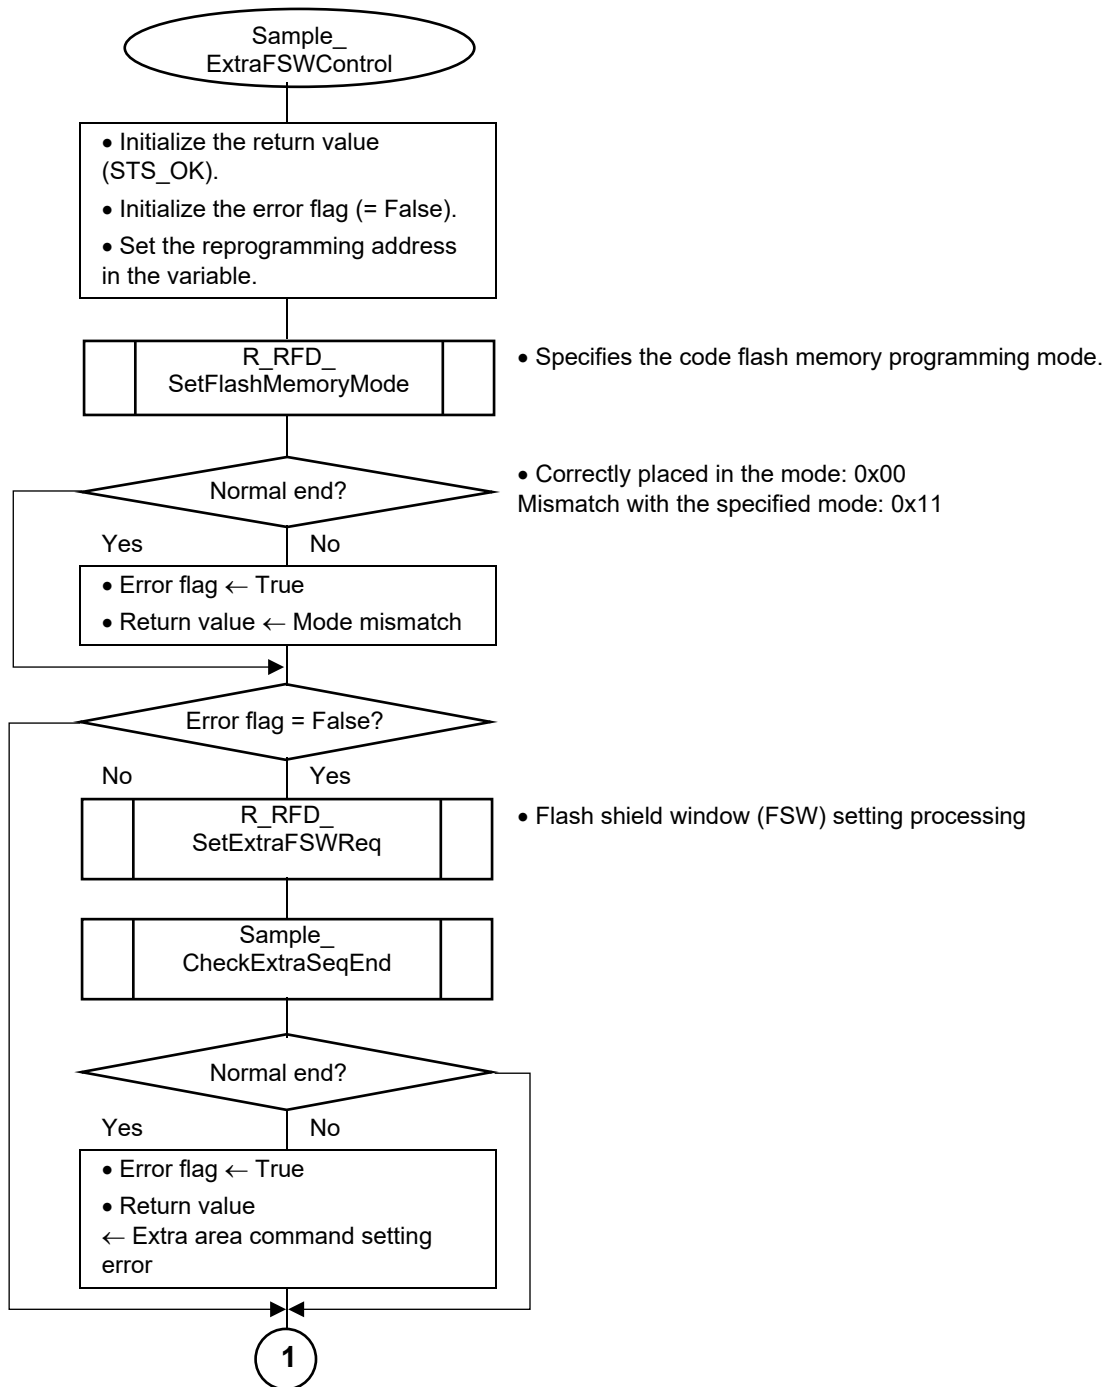 Sample_
ExtraFSWControl
• Initialize the return value
(STS_OK).
• Initialize the error flag (= False).
• Set the reprogramming address
in the variable.
R_RFD_
SetFlashMemoryMode
• Specifies the code flash memory programming mode.
Normal end?
• Correctly placed in the mode: 0x00
Mismatch with the specified mode: 0x11
Yes
No
• Error flag ← True
• Return value ← Mode mismatch
Error flag = False?
No
Yes
R_RFD_
SetExtraFSWReq
• Flash shield window (FSW) setting processing
Sample_
CheckExtraSeqEnd
Normal end?
Yes
No
• Error flag ← True
• Return value
← Extra area command setting
error
1